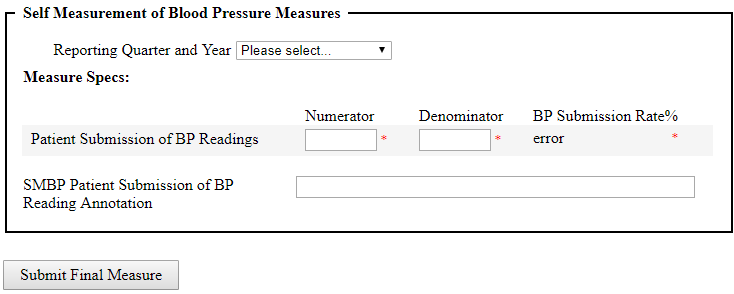 Self Measurement of Blood Pressure Measures
Reporting Quarter and Year Please select...
Measure Specs:
Numerator Denominator BP Submission Rate%
Patient Submission of BP Readings * * error *
SMBP Patient Submission of BP
Reading Annotation
Submit Final Measure